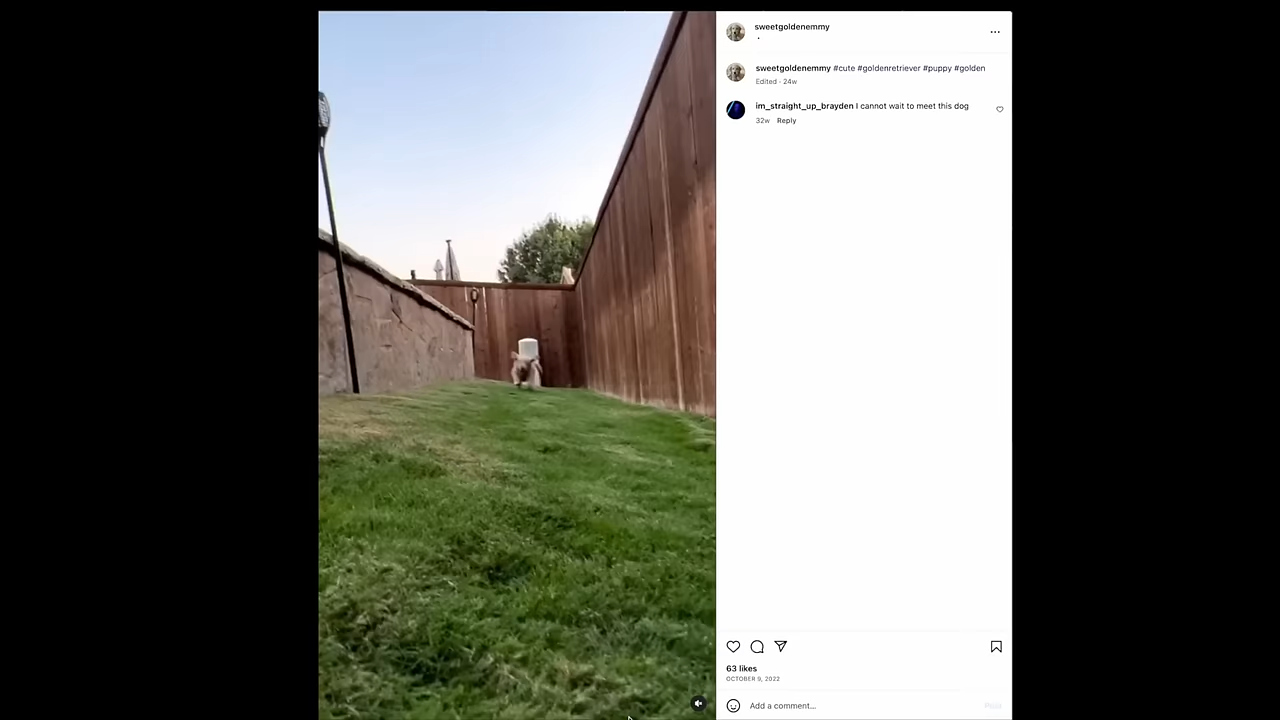 sweetgoldenemmy
sweetgoldenemmy #cute #goldenretriever #puppy #golden
Edited · 24w
im_straight_up_brayden I cannot wait to meet this dog
32w Reply
63 likes
OCTOBER 9, 2022
Add a comment...
Post